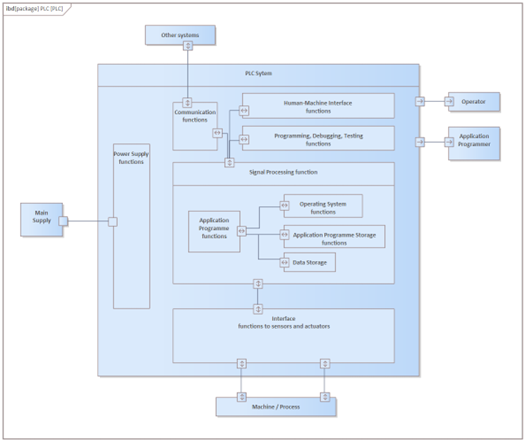 ibd [package] PLC [PLC]
Other systems
PLC Sytem
Communication
functions
Human-Machine Interface
functions
Operator
Programming, Debugging, Testing
functions
Application
Programmer
Power Supply
functions
Signal Processing function
Application
Programme
functions
Operating System
functions
Application Programme Storage
functions
Data Storage
Main
Supply
Interface
functions to sensors and actuators
Machine / Process